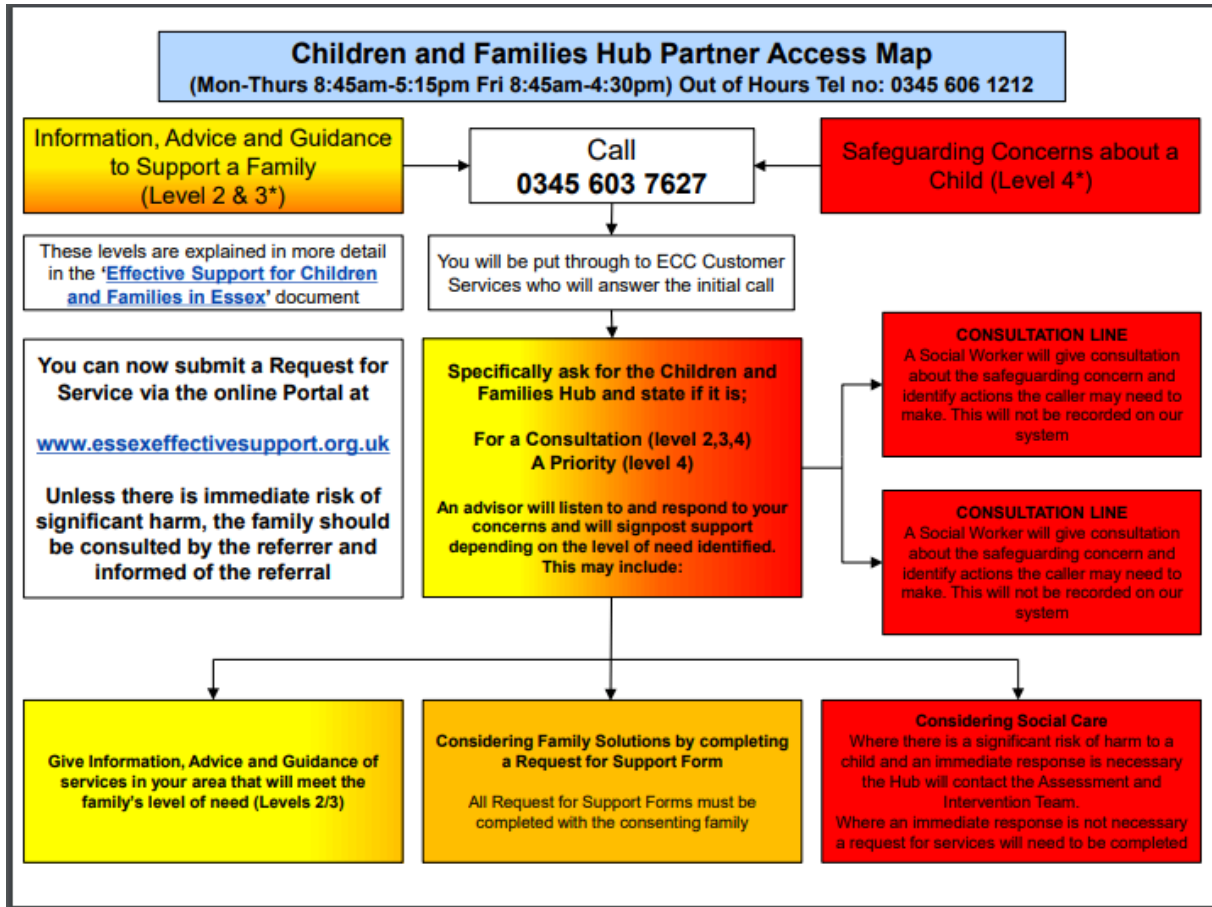 Children and Families Hub Partner Access Map
(Mon-Thurs 8:45am-5:15pm Fri 8:45am-4:30pm) Out of Hours Tel no: 0345 606 1212
Information, Advice and Guidance
to Support a Family
(Level 2 & 3*)
Call
0345 603 7627
Safeguarding Concerns about a
Child (Level 4*)
These levels are explained in more detail
in the ‘Effective Support for Children
and Families in Essex’ document
You will be put through to ECC Customer
Services who will answer the initial call
You can now submit a Request for
Service via the online Portal at
www.essexeffectivesupport.org.uk
Unless there is immediate risk of
significant harm, the family should
be consulted by the referrer and
informed of the referral
Specifically ask for the Children and
Families Hub and state if it is;
For a Consultation (level 2,3,4)
A Priority (level 4)
An advisor will listen to and respond to your
concerns and will signpost support
depending on the level of need identified.
This may include:
CONSULTATION LINE
A Social Worker will give consultation
about the safeguarding concern and
identify actions the caller may need to
make. This will not be recorded on our
system
CONSULTATION LINE
A Social Worker will give consultation
about the safeguarding concern and
identify actions the caller may need to
make. This will not be recorded on our
system
Give Information, Advice and Guidance of
services in your area that will meet the
family's level of need (Levels 2/3)
Considering Family Solutions by completing
a Request for Support Form
All Request for Support Forms must be
completed with the consenting family
Considering Social Care
Where there is a significant risk of harm to a
child and an immediate response is necessary
the Hub will contact the Assessment and
Intervention Team.
Where an immediate response is not necessary
a request for services will need to be completed